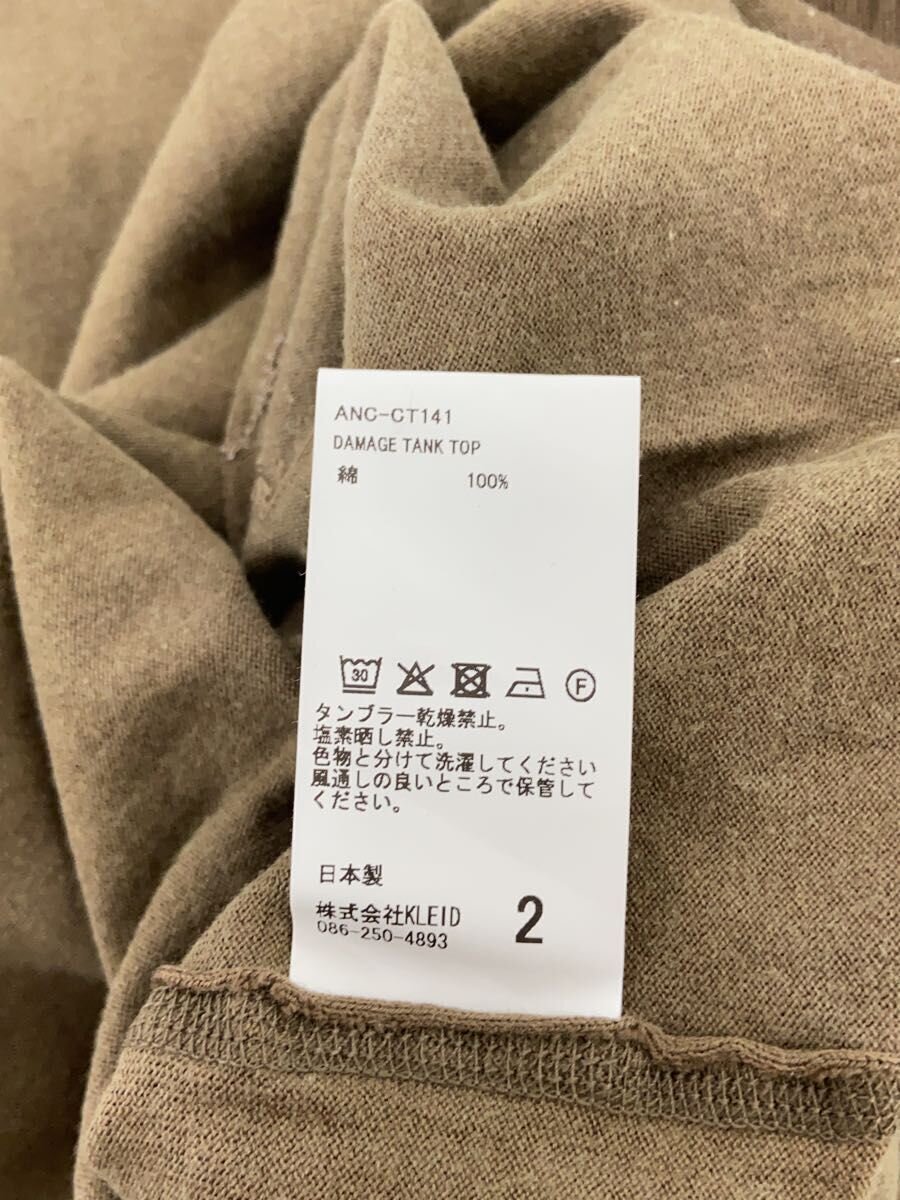 ANC-CT141
DAMAGE TANK TOP
綿 100%
30 F
タンブラー乾燥禁止。
塩素晒し禁止。
色物と分けて洗濯してください
風通しの良いところで保管して
ください。
日本製
株式会社KLEID
086-250-4893
2